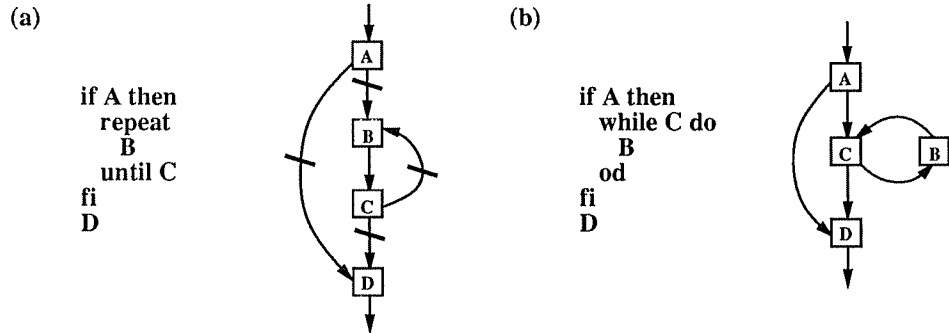 (a)
if A then
repeat
B
until C
fi
D
A
B
C
D
(b)
if A then
while C do
B
od
fi
D
A
C
B
D